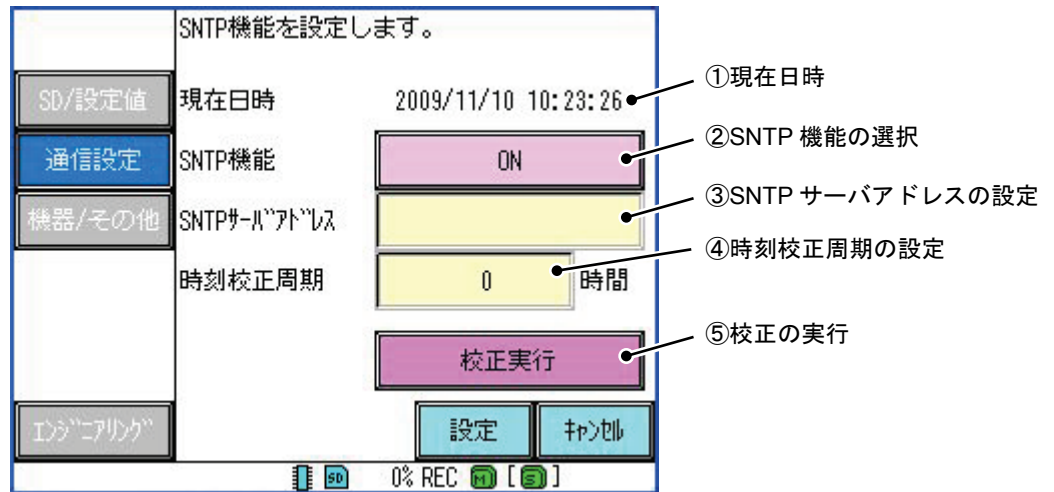 SNTP機能を設定します。
SD/設定値
現在日時 2009/11/10 10:23:26
①現在日時
通信設定
SNTP機能 ON
②SNTP 機能の選択
機器/その他
SNTPｻｰﾊﾞｱﾄﾞﾚｽ
③SNTP サーバアドレスの設定
時刻校正周期 0 時間
④時刻校正周期の設定
校正実行
⑤校正の実行
ｴﾝｼﾞﾆｱﾘﾝｸﾞ
設定 ｷｬﾝｾﾙ
SD 0% REC M [S]